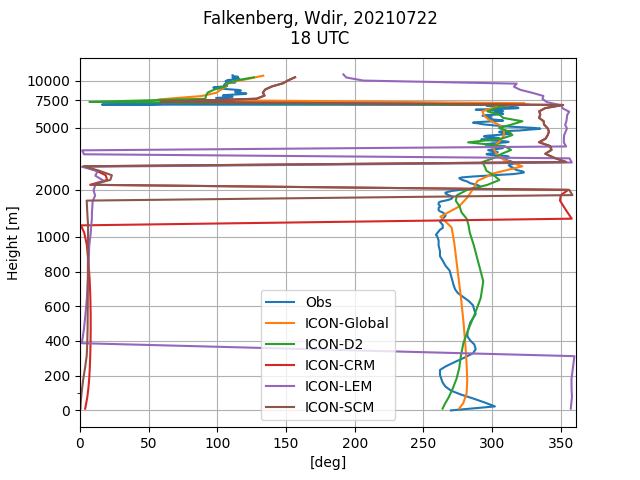 Falkenberg, Wdir, 20210722
18 UTC
10000
7500
5000
2000
1000
800
600
400
200
0
Height [m]
Obs
ICON-Global
ICON-D2
ICON-CRM
ICON-LEM
ICON-SCM
0 50 100 150 200 250 300 350
[deg]